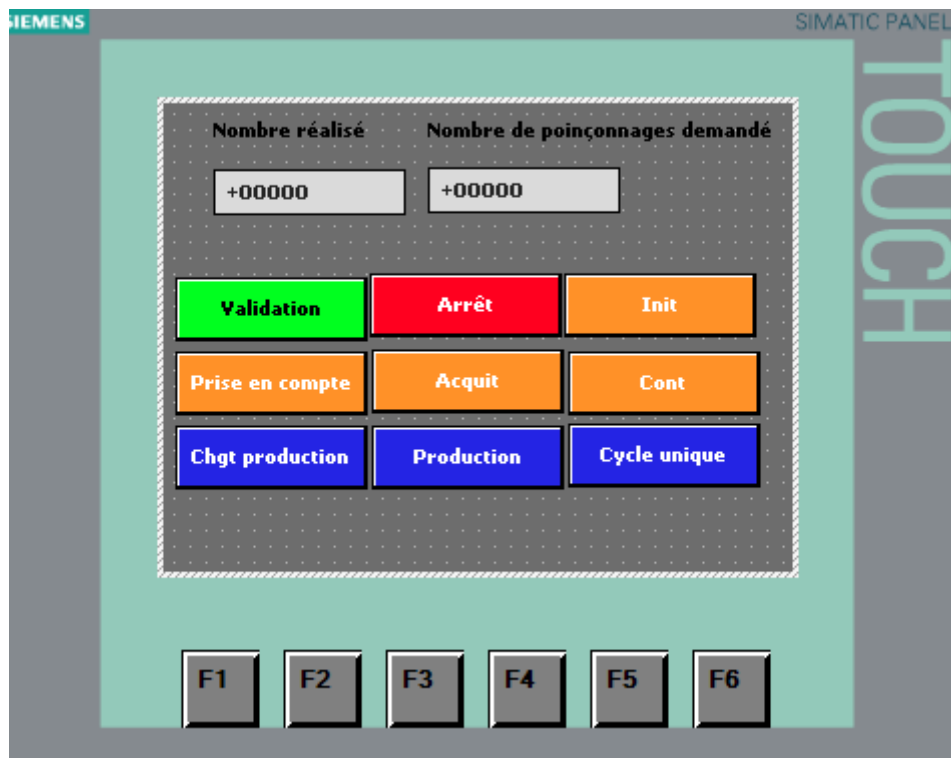 SIEMENS
SIMATIC PANEL
TOUCH
Nombre réalisé
Nombre de poinçonnages demandé
+00000
+00000
Validation
Arrêt
Init
Prise en compte
Acquit
Cont
Chgt production
Production
Cycle unique
F1
F2
F3
F4
F5
F6